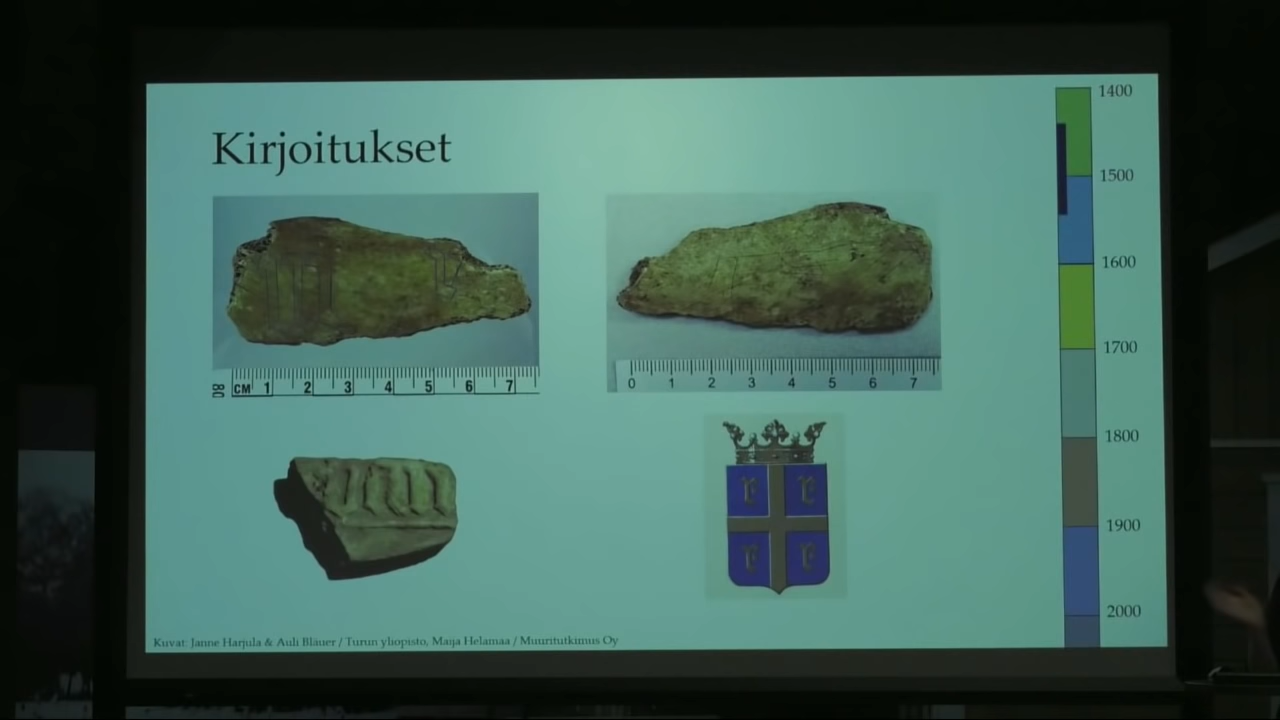 Kirjoitukset
CM 1 2 3 4 5 6 7
0 1 2 3 4 5 6 7
1400
1500
1600
1700
1800
1900
2000
Kuvat: Janne Harjula & Auli Bläuer / Turun yliopisto, Maija Helamaa / Muuritutkimus Oy